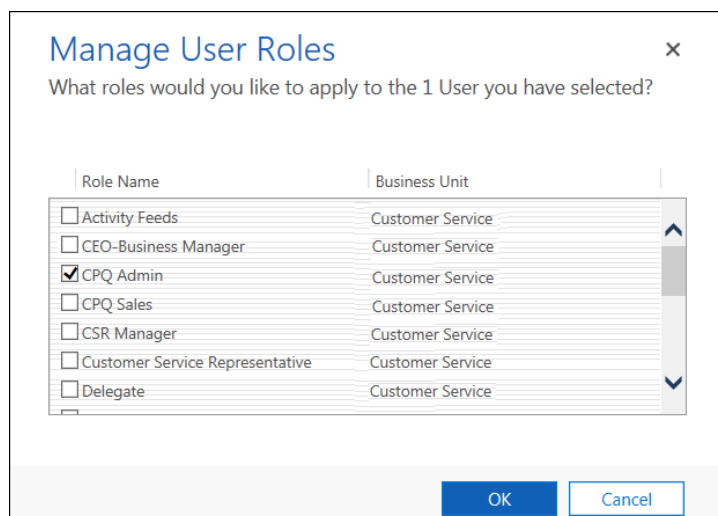 Manage User Roles
What roles would you like to apply to the 1 User you have selected?
Role Name Business Unit
Activity Feeds Customer Service
CEO-Business Manager Customer Service
CPQ Admin Customer Service
CPQ Sales Customer Service
CSR Manager Customer Service
Customer Service Representative Customer Service
Delegate Customer Service
OK Cancel